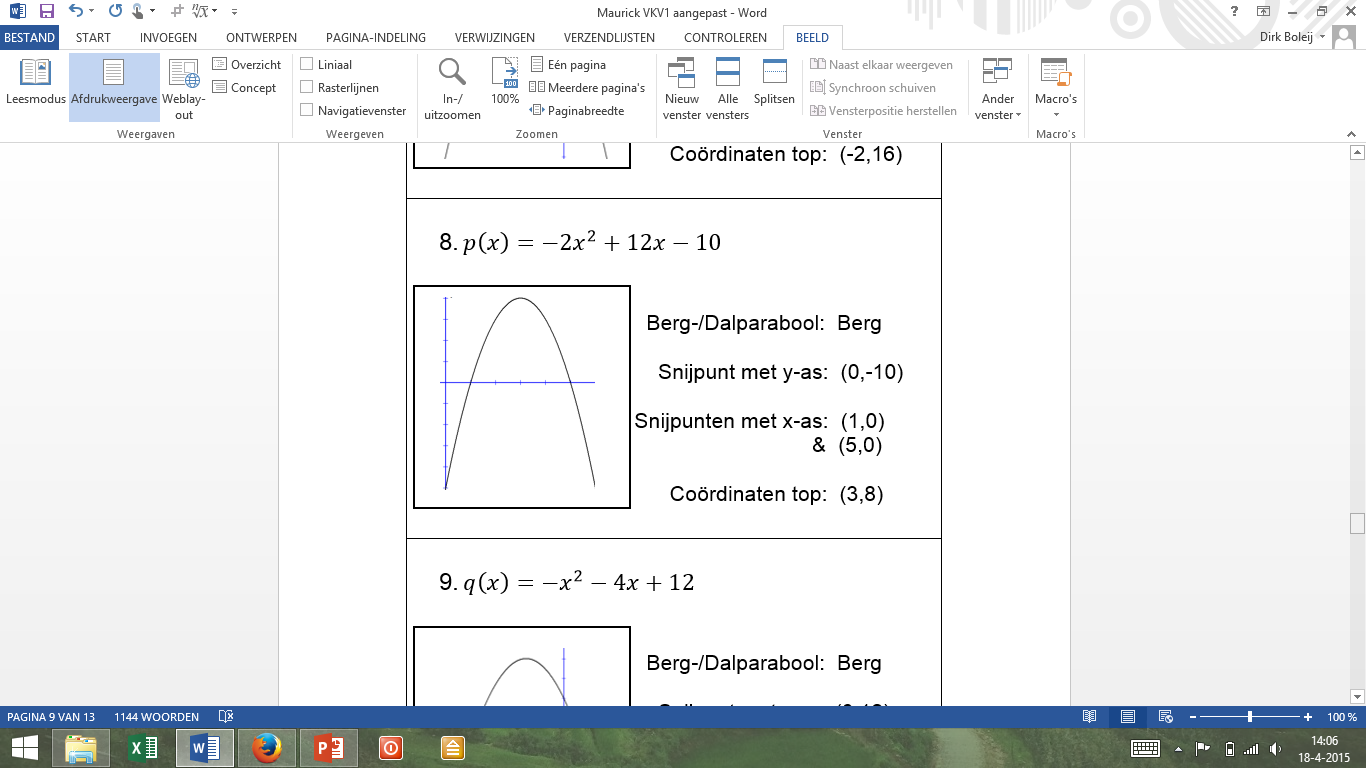 Maurick VKV1 aangepast - Word
BESTAND START INVOEGEN ONTWERPEN PAGINA-INDELING VERWIJZINGEN VERZENDLIJSTEN CONTROLEREN BEELD Dirk Boleij
Leesmodus Afdrukweergave Weblay-out
Overzicht
Concept
Weergaven
Liniaal
Rasterlijnen
Navigatievenster
Weergeven
In-/ uitzoomen
100%
Eén pagina
Meerdere pagina's
Paginabreedte
Zoomen
Nieuw venster
Alle vensters
Splitsen
Naast elkaar weergeven
Synchroon schuiven
Vensterpositie herstellen
Venster
Ander venster
Macro's
Macro's
Coördinaten top: (-2,16)
8. p(x) = −2x² + 12x − 10
Berg-/Dalparabool: Berg
Snijpunt met y-as: (0,-10)
Snijpunten met x-as: (1,0)
& (5,0)
Coördinaten top: (3,8)
9. q(x) = −x² − 4x + 12
Berg-/Dalparabool: Berg
PAGINA 9 VAN 13 1144 WOORDEN 100 %
14:06
18-4-2015